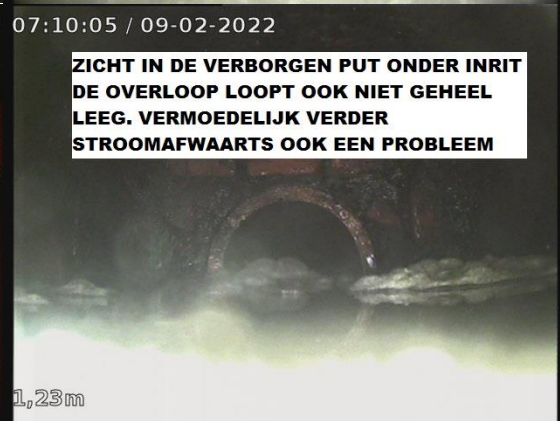 07:10:05 / 09-02-2022
ZICHT IN DE VERBORGEN PUT ONDER INRIT
DE OVERLOOP LOOPT OOK NIET GEHEEL
LEEG. VERMOEDELIJK VERDER
STROOMAFWAARTS OOK EEN PROBLEEM
1,23m